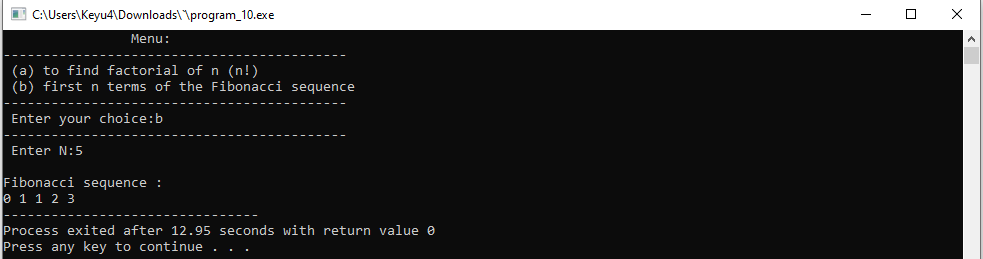 C:\Users\Keyu4\Downloads\`\program_10.exe
Menu:
-------------------------------------------
(a) to find factorial of n (n!)
(b) first n terms of the Fibonacci sequence
-------------------------------------------
Enter your choice:b
-------------------------------------------
Enter N:5
Fibonacci sequence :
0 1 1 2 3
--------------------------------
Process exited after 12.95 seconds with return value 0
Press any key to continue . . .